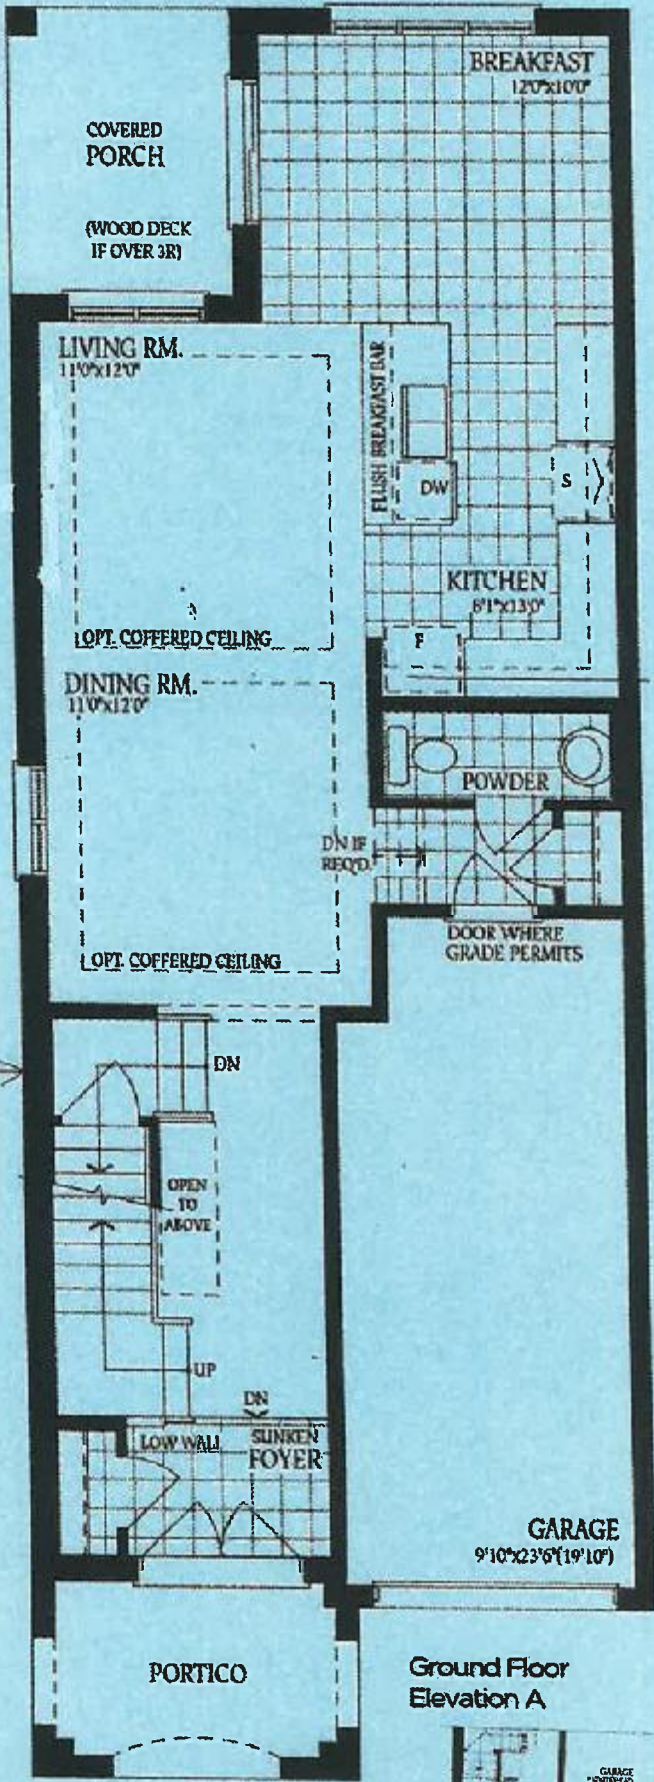 BREAKFAST
12'0"x10'0"
COVERED
PORCH
(WOOD DECK
IF OVER 3R)
LIVING RM.
11'0"x12'0"
FLUSH BREAKFAST BAR
DW
S
KITCHEN
8'1"x13'0"
OPT. COFFERED CEILING
F
DINING RM.
11'0"x12'0"
POWDER
DN IF
REQ'D.
DOOR WHERE
GRADE PERMITS
OPT. COFFERED CEILING
DN
OPEN
TO
ABOVE
UP
DN
LOW WALL
SUNKEN
FOYER
GARAGE
9'10"x23'6"(19'10")
PORTICO
Ground Floor
Elevation A
GARAGE